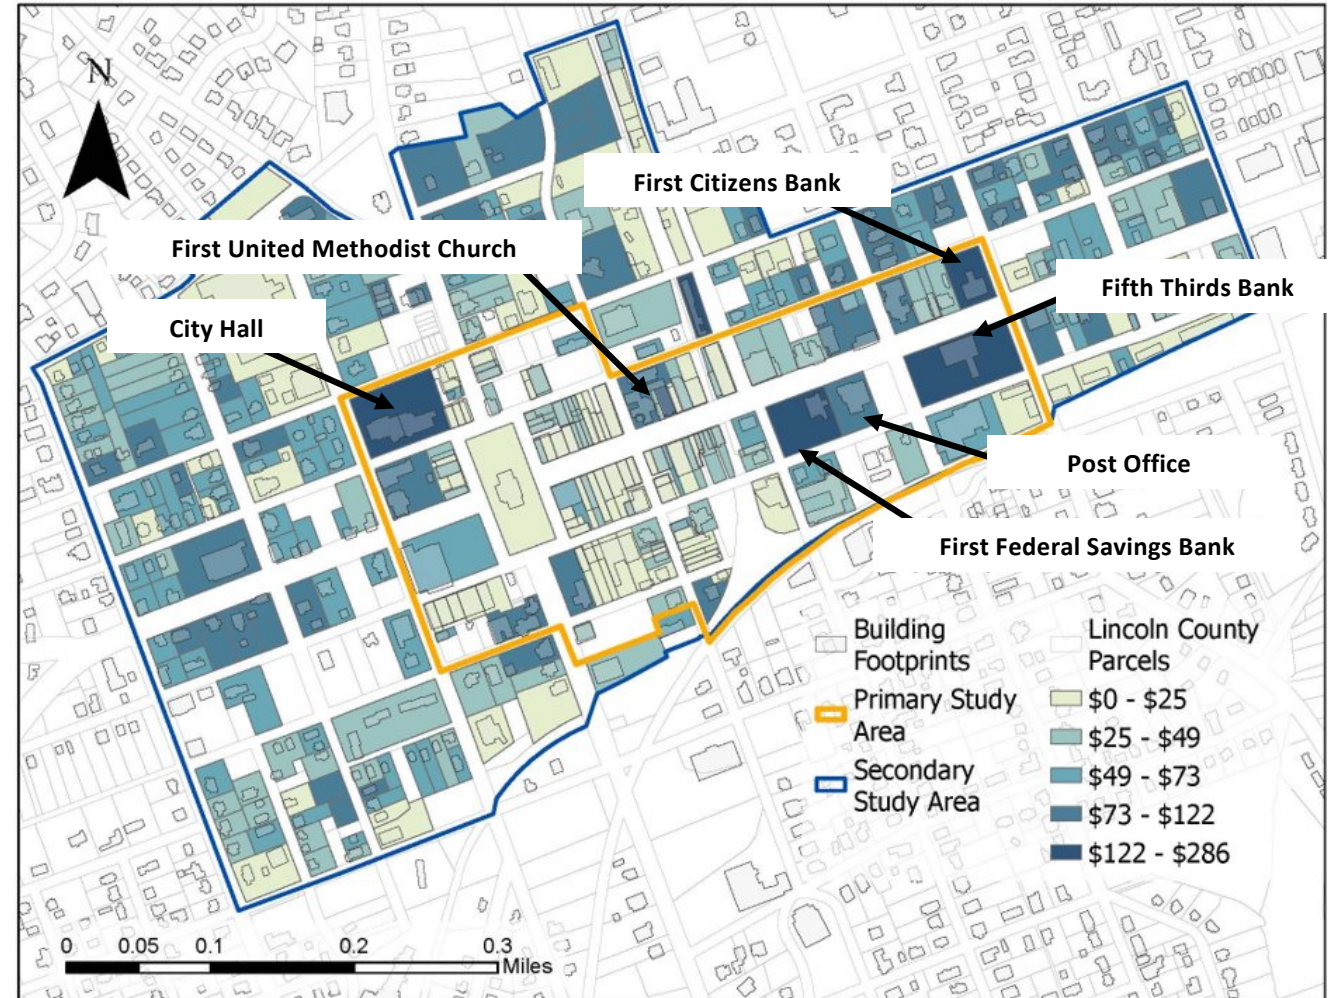 N
First Citizens Bank
First United Methodist Church
Fifth Thirds Bank
City Hall
Post Office
First Federal Savings Bank
Building
Footprints
Primary Study
Area
Secondary
Study Area
Lincoln County
Parcels
$0 - $25
$25 - $49
$49 - $73
$73 - $122
$122 - $286
0 0.05 0.1 0.2 0.3
Miles